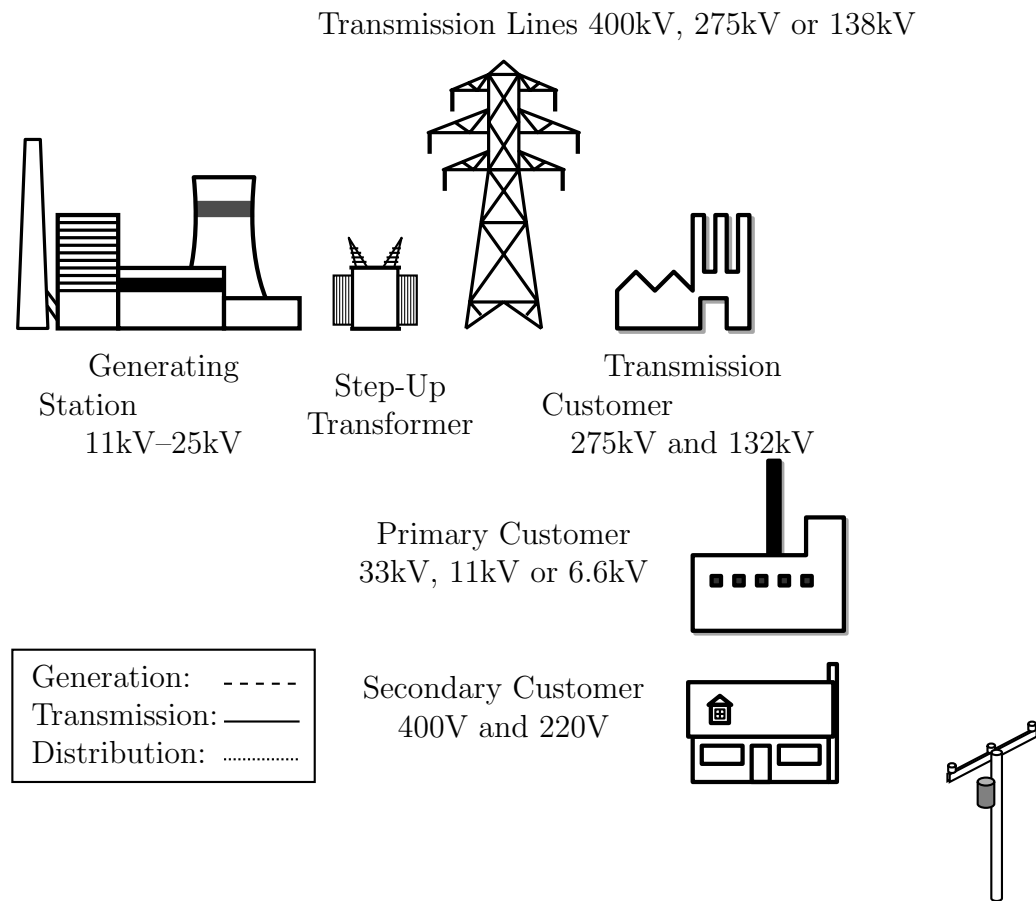 Transmission Lines 400kV, 275kV or 138kV
Generating
Station
11kV–25kV
Step-Up
Transformer
Transmission
Customer
275kV and 132kV
Primary Customer
33kV, 11kV or 6.6kV
Secondary Customer
400V and 220V
Generation:
Transmission:
Distribution: